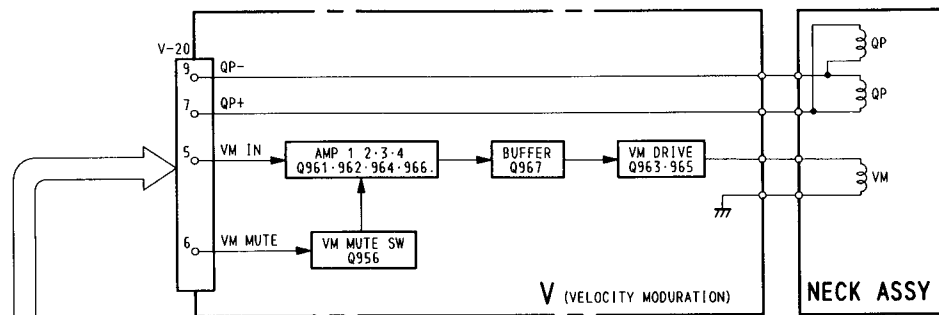 V-20
9 QP-
7 QP+
5 VM IN
6 VM MUTE
AMP 1 2·3·4
Q961·962·964·966.
BUFFER
Q967
VM DRIVE
Q963·965
VM MUTE SW
Q956
V (VELOCITY MODURATION)
QP
QP
VM
NECK ASSY